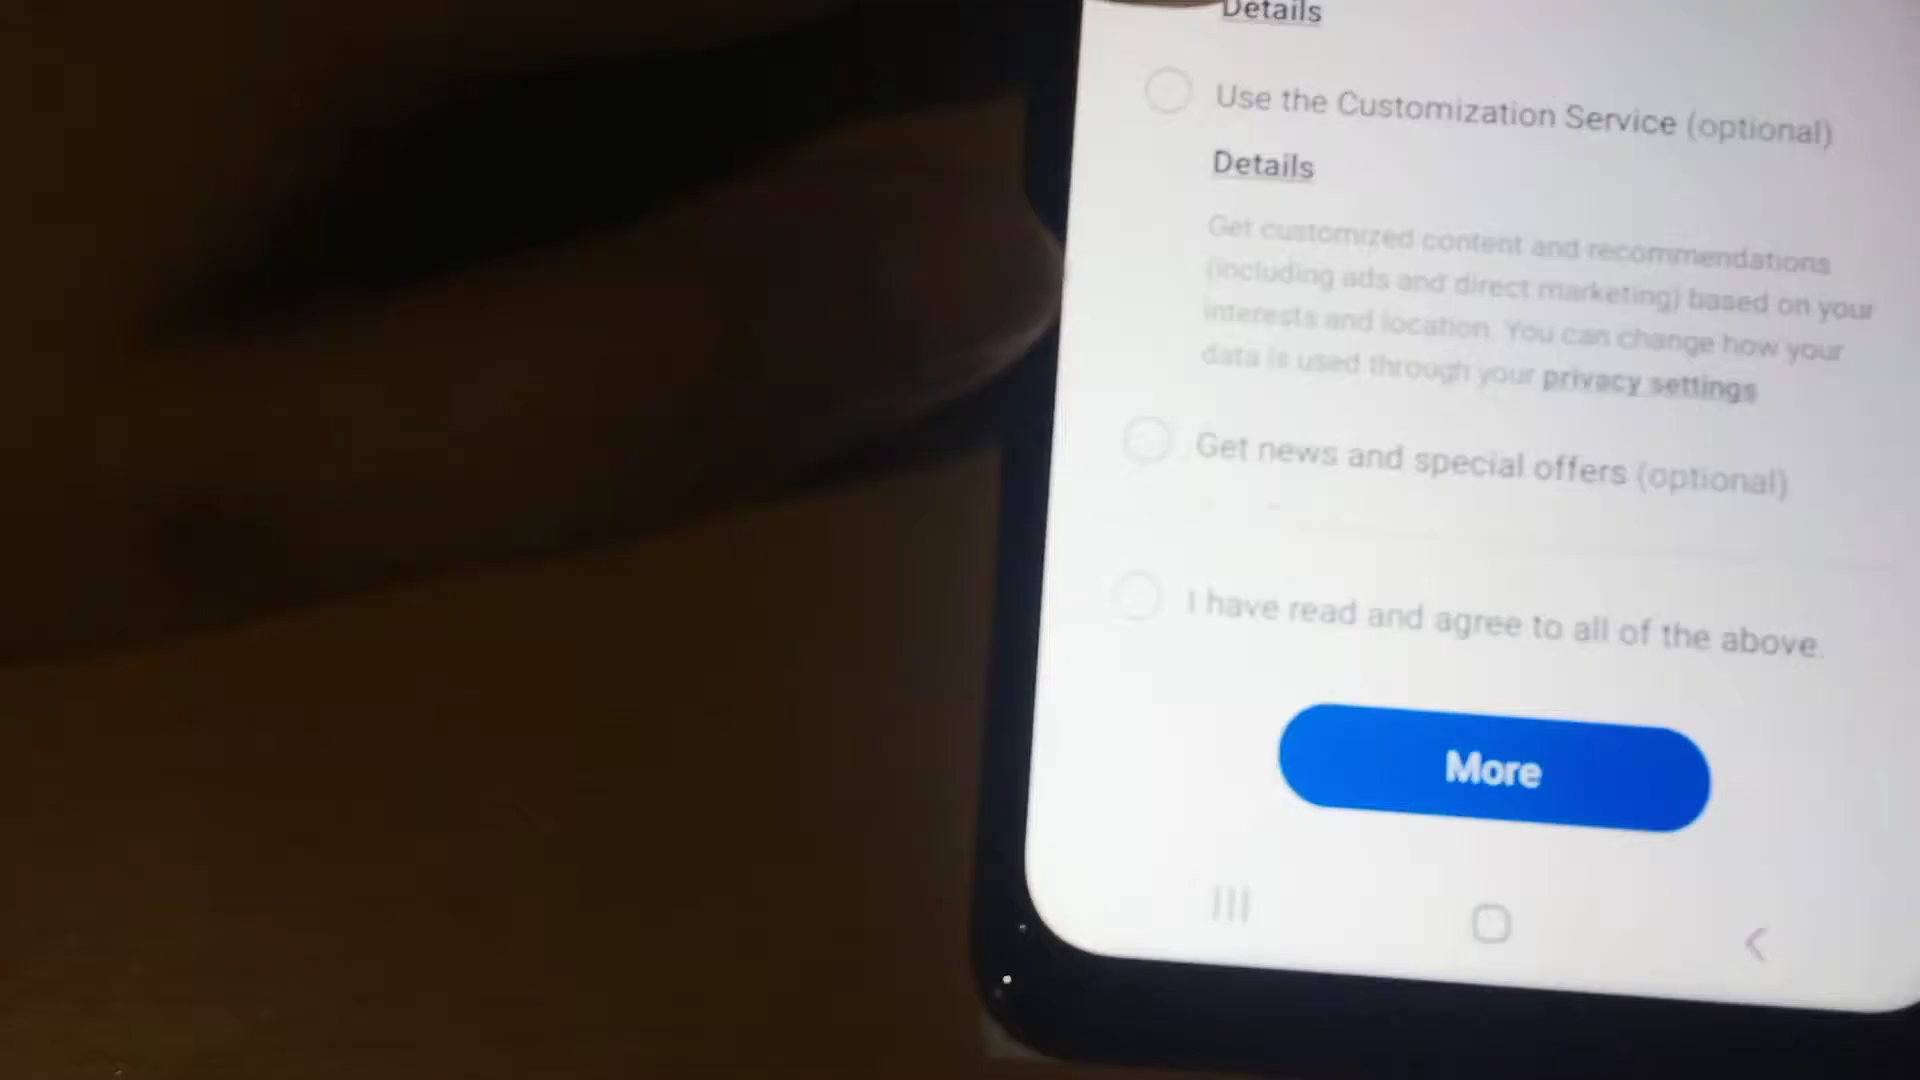 Details
Use the Customization Service (optional)
Details
Get customized content and recommendations
(including ads and direct marketing) based on your
interests and location. You can change how your
data is used through your privacy settings
Get news and special offers (optional)
I have read and agree to all of the above.
More